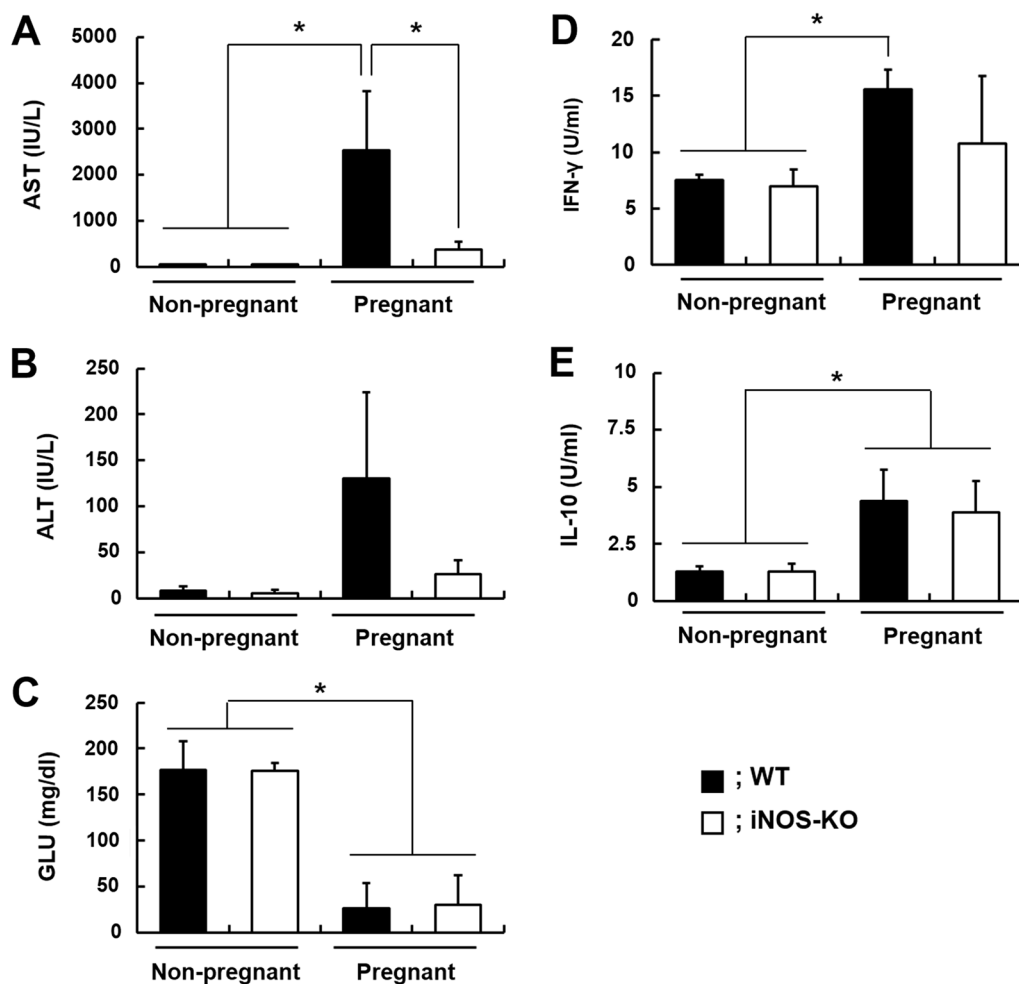 A
AST (IU/L)
5000
4000
3000
2000
1000
0
*
*
Non-pregnant
Pregnant
B
ALT (IU/L)
250
200
150
100
50
0
Non-pregnant
Pregnant
C
GLU (mg/dl)
250
200
150
100
50
0
*
Non-pregnant
Pregnant
D
IFN-γ (U/ml)
20
15
10
5
0
*
Non-pregnant
Pregnant
E
IL-10 (U/ml)
10
7.5
5
2.5
0
*
Non-pregnant
Pregnant
; WT
; iNOS-KO